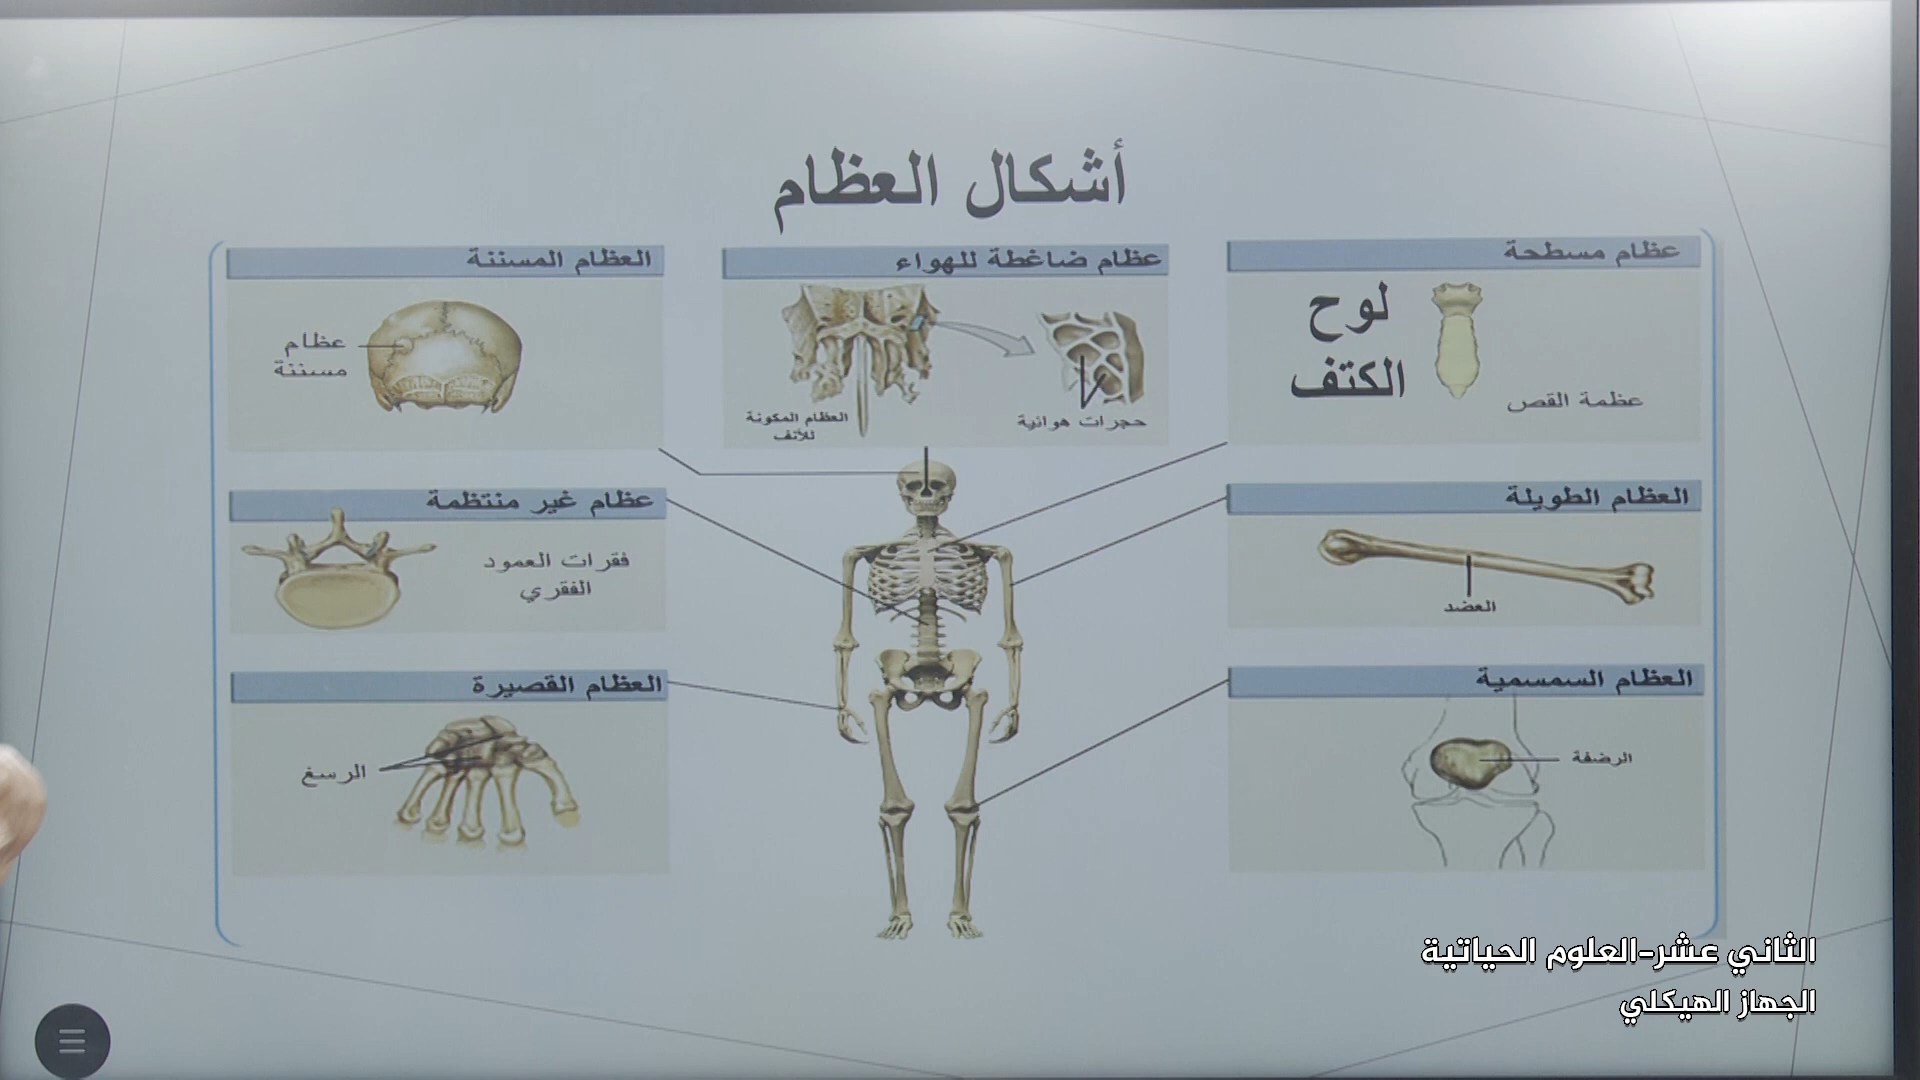 أشكال العظام
عظام مسطحة
لوح
الكتف
عظمة القص
عظام ضاغطة للهواء
العظام المكونة
للأنف
حجرات هوائية
العظام المسننة
عظام
مسننة
العظام الطويلة
العضد
عظام غير منتظمة
فقرات العمود
الفقري
العظام السمسمية
الرضفة
العظام القصيرة
الرسغ
الثاني عشر-العلوم الحياتية
الجهاز الهيكلي